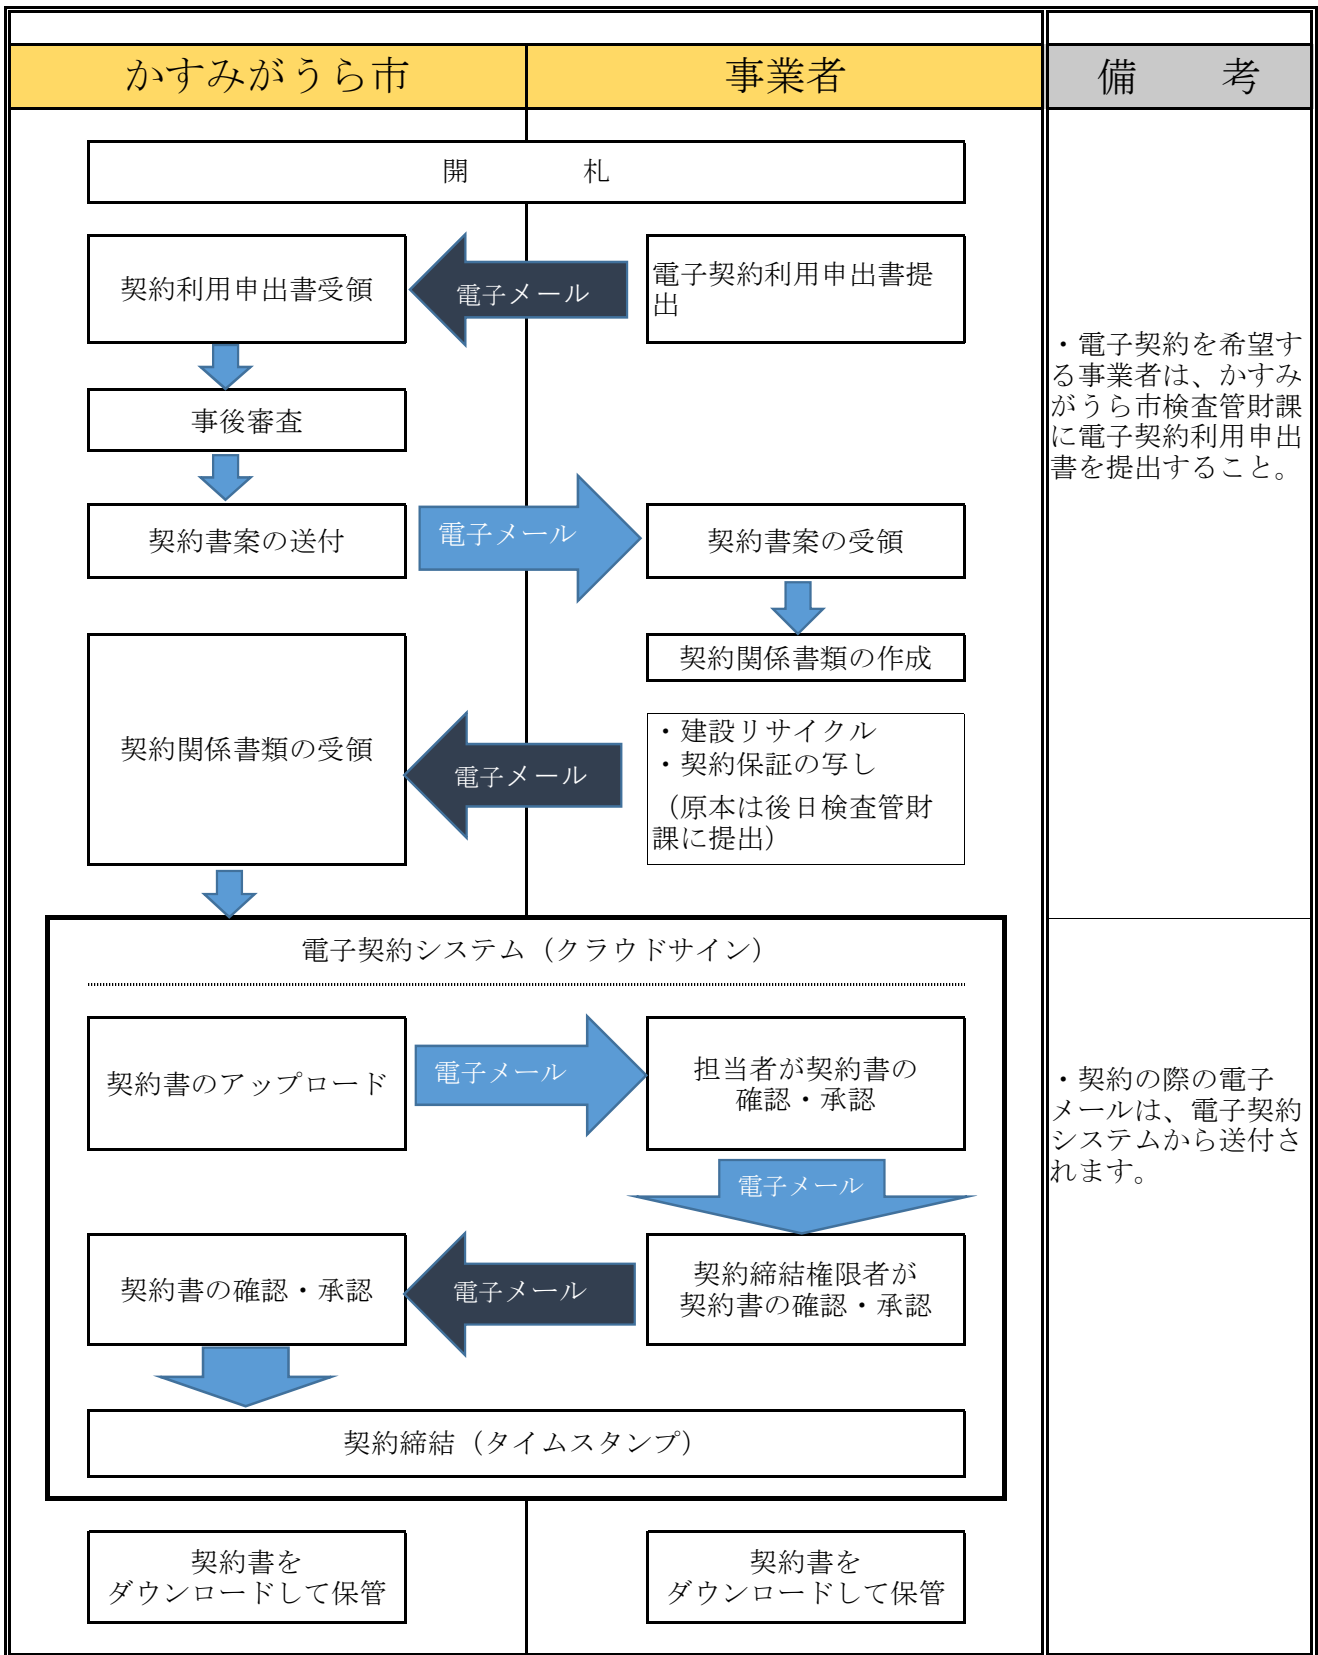 かすみがうら市
事業者
備 考
開 札
契約利用申出書受領
電子メール
電子契約利用申出書提
出
事後審査
契約書案の送付
電子メール
契約書案の受領
契約関係書類の作成
契約関係書類の受領
電子メール
・建設リサイクル
・契約保証の写し
（原本は後日検査管財
課に提出）
・電子契約を希望す
る事業者は、かすみ
がうら市検査管財課
に電子契約利用申出
書を提出すること。
電子契約システム（クラウドサイン）
契約書のアップロード
電子メール
担当者が契約書の
確認・承認
電子メール
契約書の確認・承認
電子メール
契約締結権限者が
契約書の確認・承認
契約締結（タイムスタンプ）
・契約の際の電子
メールは、電子契約
システムから送付さ
れます。
契約書を
ダウンロードして保管
契約書を
ダウンロードして保管